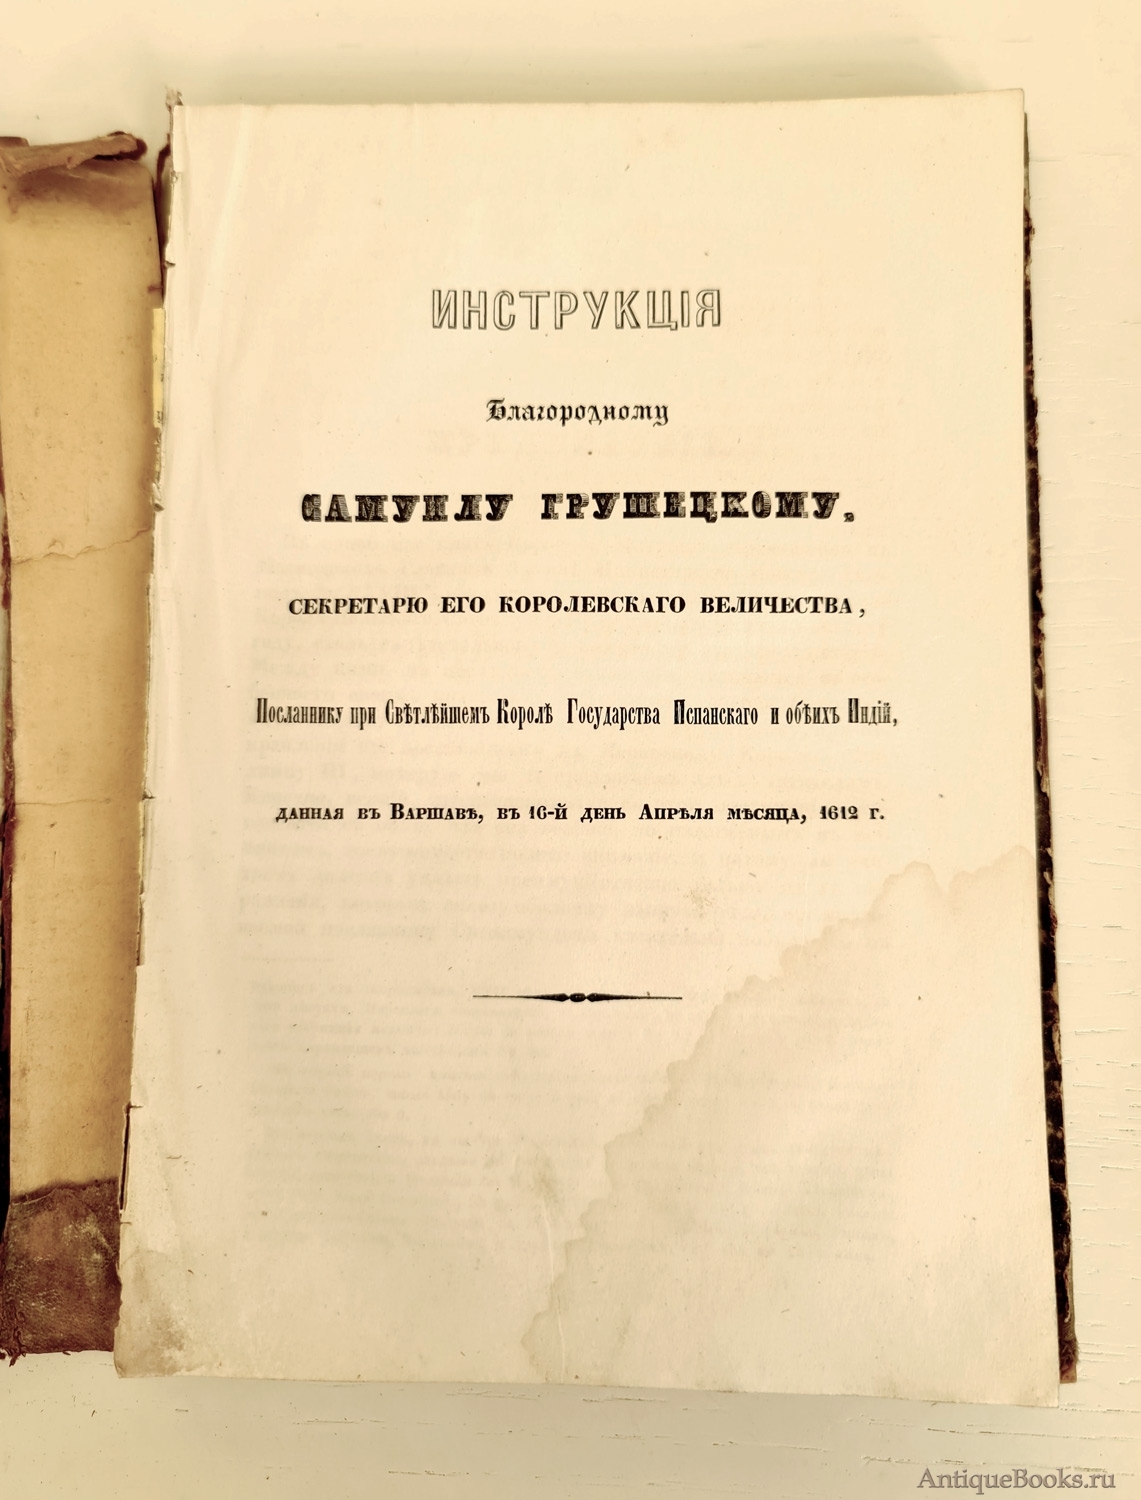 ИНСТРУКЦІЯ
Благородному
САМУИЛУ ГРУШЕЦКОМУ,
СЕКРЕТАРЮ ЕГО КОРОЛЕВСКАГО ВЕЛИЧЕСТВА,
Посланнику при Свѣтлѣйшемъ Королѣ Государства Испанскаго и обѣихъ Индій,
ДАННАЯ ВЪ ВАРШАВѢ, ВЪ 16-Й ДЕНЬ АПРѢЛЯ МѢСЯЦА, 1612 Г.
AntiqueBooks.ru